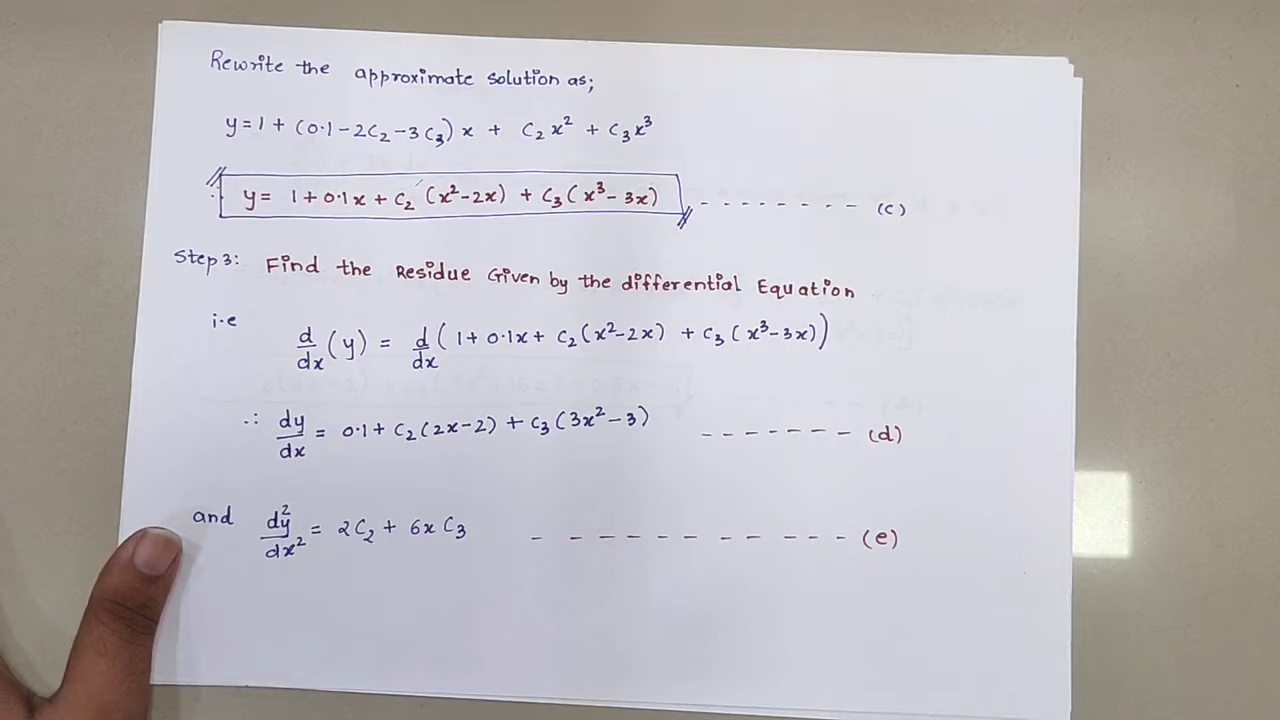 Rewrite the approximate solution as;
y = 1 + (0.1 - 2C₂ - 3C₃) x + C₂x² + C₃x³
y = 1 + 0.1x + C₂ (x² - 2x) + C₃ (x³ - 3x) - - - - - - - - (c)
Step 3: Find the Residue Given by the differential Equation
i.e d/dx (y) = d/dx (1 + 0.1x + C₂ (x² - 2x) + C₃ (x³ - 3x))
∴ dy/dx = 0.1 + C₂ (2x - 2) + C₃ (3x² - 3) - - - - - - - (d)
and d²y/dx² = 2C₂ + 6x C₃ - - - - - - - - - - (e)